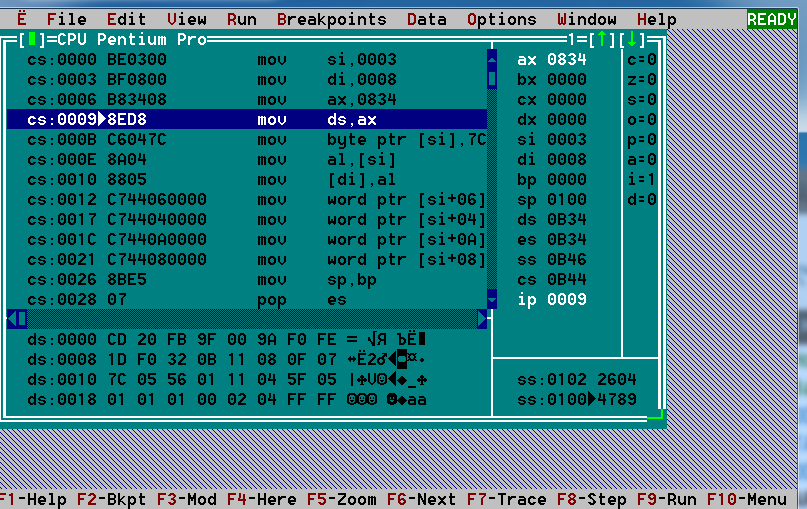 Ë File Edit View Run Breakpoints Data Options Window Help READY
[▮]=CPU Pentium Pro 1=[↑][↓]
cs:0000 BE0300 mov si,0003 ax 0834 c=0
cs:0003 BF0800 mov di,0008 bx 0000 z=0
cs:0006 B83408 mov ax,0834 cx 0000 s=0
cs:0009▶8ED8 mov ds,ax dx 0000 o=0
cs:000B C6047C mov byte ptr [si],7C si 0003 p=0
cs:000E 8A04 mov al,[si] di 0008 a=0
cs:0010 8805 mov [di],al bp 0000 i=1
cs:0012 C744060000 mov word ptr [si+06] sp 0100 d=0
cs:0017 C744040000 mov word ptr [si+04] ds 0B34
cs:001C C7440A0000 mov word ptr [si+0A] es 0B34
cs:0021 C744080000 mov word ptr [si+08] ss 0B46
cs:0026 8BE5 mov sp,bp cs 0B44
cs:0028 07 pop es ip 0009
ds:0000 CD 20 FB 9F 00 9A F0 FE = √Я ЪЁ■
ds:0008 1D F0 32 0B 11 08 0F 07 ↔Ё2♂◀◘☼•
ds:0010 7C 05 56 01 11 04 5F 05 |♣V☺◀♦_♣ ss:0102 2604
ds:0018 01 01 01 00 02 04 FF FF ☺☺☺ ☻♦aa ss:0100▶4789
F1-Help F2-Bkpt F3-Mod F4-Here F5-Zoom F6-Next F7-Trace F8-Step F9-Run F10-Menu